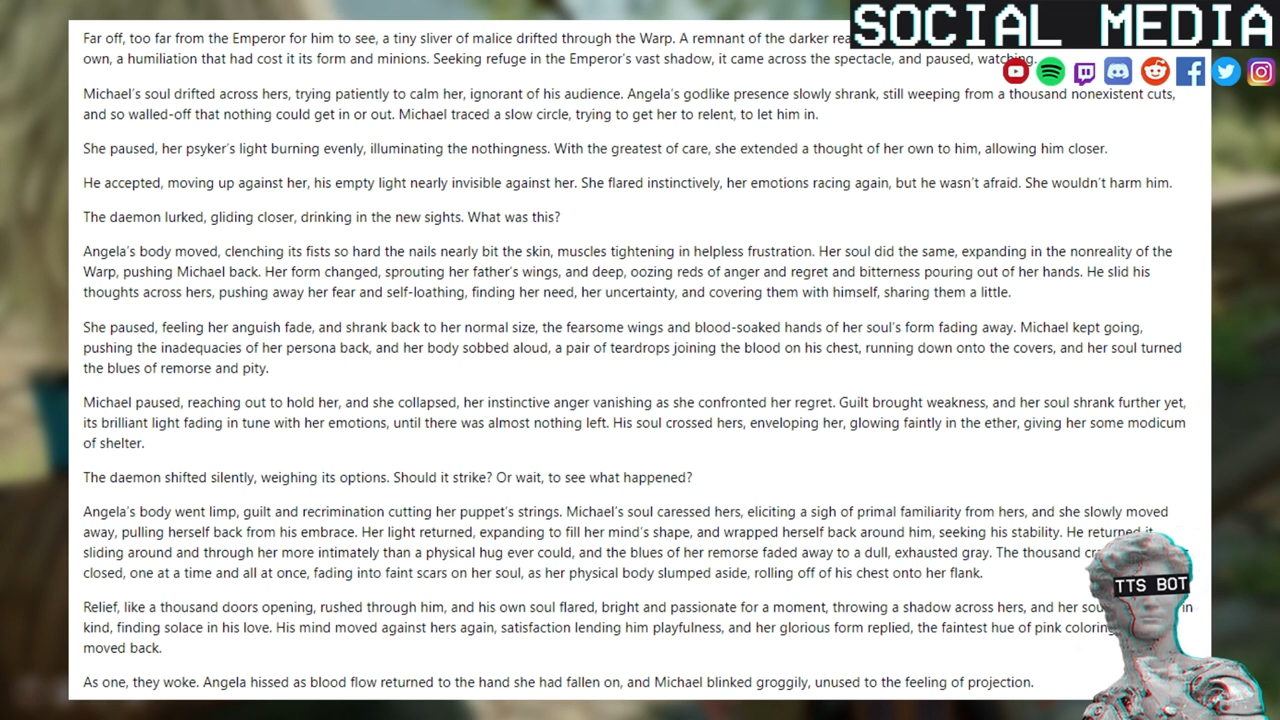 SOCIAL MEDIA
Far off, too far from the Emperor for him to see, a tiny sliver of malice drifted through the Warp. A remnant of the darker
own, a humiliation that had cost it its form and minions. Seeking refuge in the Emperor's vast shadow, it came across the spectacle, and paused, watching.
Michael's soul drifted across hers, trying patiently to calm her, ignorant of his audience. Angela's godlike presence slowly shrank, still weeping from a thousand nonexistent cuts,
and so walled-off that nothing could get in or out. Michael traced a slow circle, trying to get her to relent, to let him in.
She paused, her psyker's light burning evenly, illuminating the nothingness. With the greatest of care, she extended a thought of her own to him, allowing him closer.
He accepted, moving up against her, his empty light nearly invisible against her. She flared instinctively, her emotions racing again, but he wasn't afraid. She wouldn't harm him.
The daemon lurked, gliding closer, drinking in the new sights. What was this?
Angela's body moved, clenching its fists so hard the nails nearly bit the skin, muscles tightening in helpless frustration. Her soul did the same, expanding in the nonreality of the
Warp, pushing Michael back. Her form changed, sprouting her father's wings, and deep, oozing reds of anger and regret and bitterness pouring out of her hands. He slid his
thoughts across hers, pushing away her fear and self-loathing, finding her need, her uncertainty, and covering them with himself, sharing them a little.
She paused, feeling her anguish fade, and shrank back to her normal size, the fearsome wings and blood-soaked hands of her soul's form fading away. Michael kept going,
pushing the inadequacies of her persona back, and her body sobbed aloud, a pair of teardrops joining the blood on his chest, running down onto the covers, and her soul turned
the blues of remorse and pity.
Michael paused, reaching out to hold her, and she collapsed, her instinctive anger vanishing as she confronted her regret. Guilt brought weakness, and her soul shrank further yet,
its brilliant light fading in tune with her emotions, until there was almost nothing left. His soul crossed hers, enveloping her, glowing faintly in the ether, giving her some modicum
of shelter.
The daemon shifted silently, weighing its options. Should it strike? Or wait, to see what happened?
Angela's body went limp, guilt and recrimination cutting her puppet's strings. Michael's soul caressed hers, eliciting a sigh of primal familiarity from hers, and she slowly moved
away, pulling herself back from his embrace. Her light returned, expanding to fill her mind's shape, and wrapped herself back around him, seeking his stability. He returned it,
sliding around and through her more intimately than a physical hug ever could, and the blues of her remorse faded away to a dull, exhausted gray. The thousand
closed, one at a time and all at once, fading into faint scars on her soul, as her physical body slumped aside, rolling off of his chest onto her flank.
Relief, like a thousand doors opening, rushed through him, and his own soul flared, bright and passionate for a moment, throwing a shadow across hers, and her in
kind, finding solace in his love. His mind moved against hers again, satisfaction lending him playfulness, and her glorious form replied, the faintest hue of pink
moved back.
As one, they woke. Angela hissed as blood flow returned to the hand she had fallen on, and Michael blinked groggily, unused to the feeling of projection.
TTS BOT